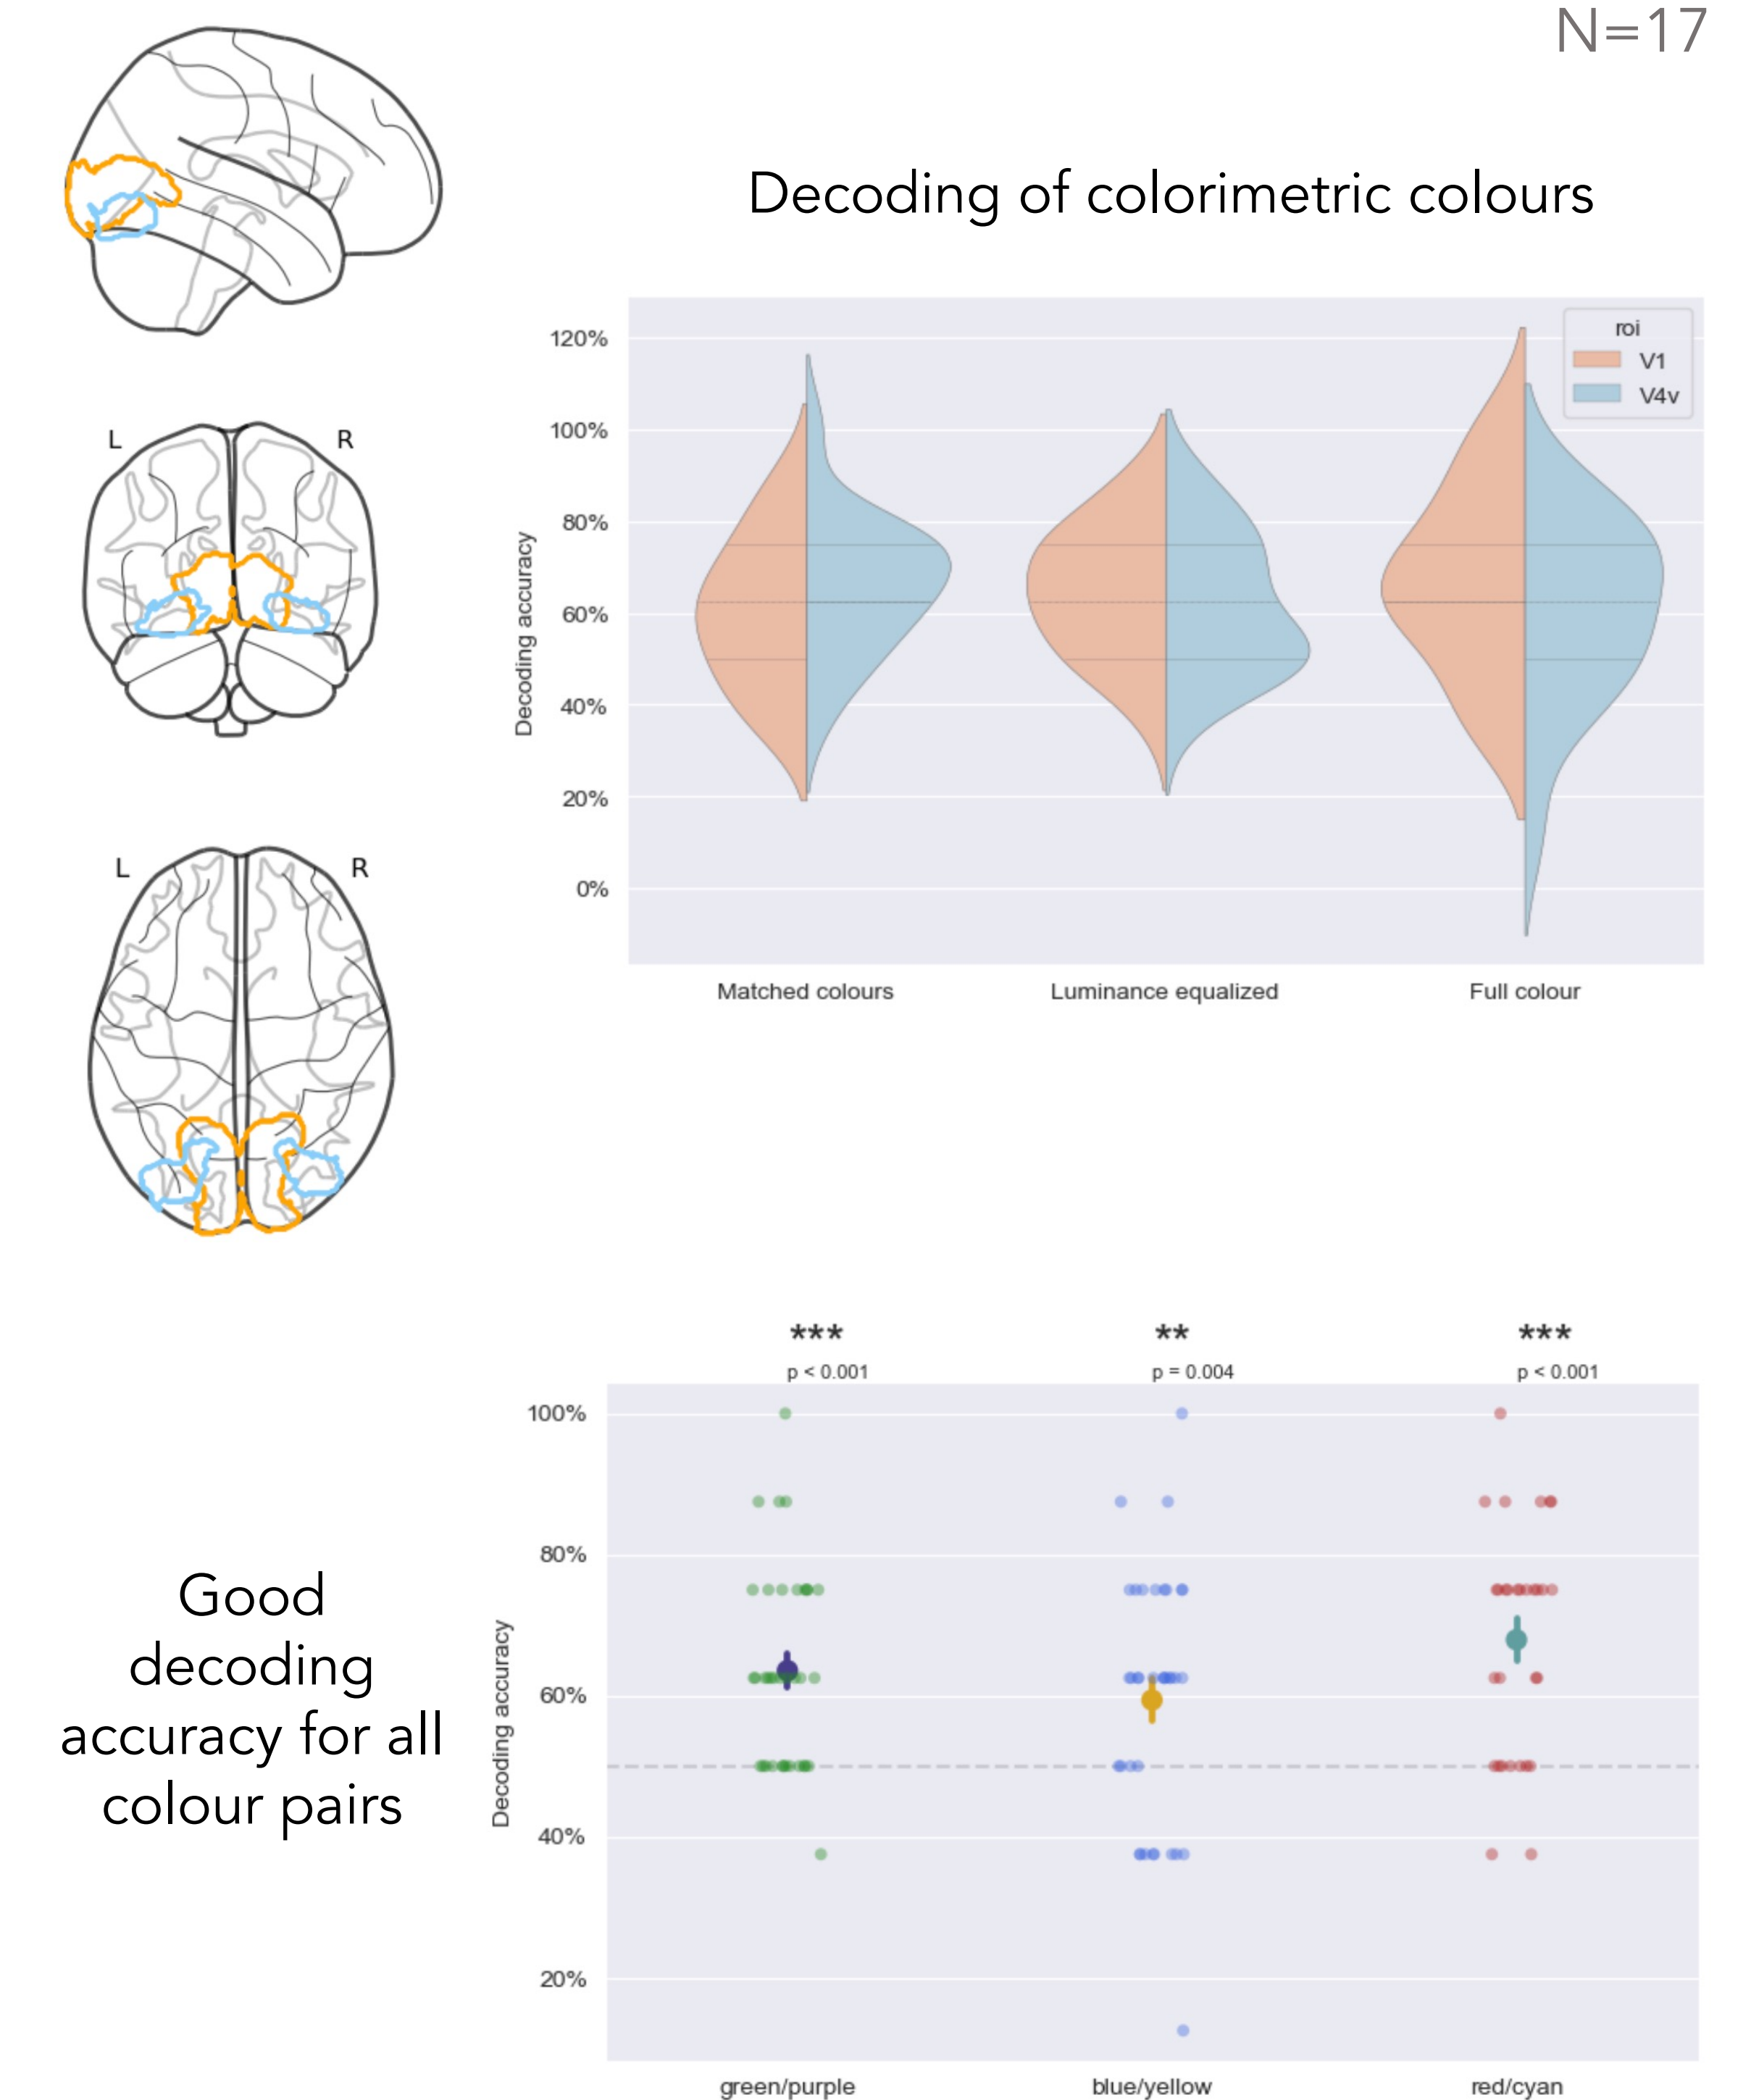 N=17
Decoding of colorimetric colours
L
R
L
R
120%
100%
80%
60%
40%
20%
0%
Decoding accuracy
roi
V1
V4v
Matched colours
Luminance equalized
Full colour
Good
decoding
accuracy for all
colour pairs
***
**
***
p < 0.001
p = 0.004
p < 0.001
100%
80%
60%
40%
20%
Decoding accuracy
green/purple
blue/yellow
red/cyan